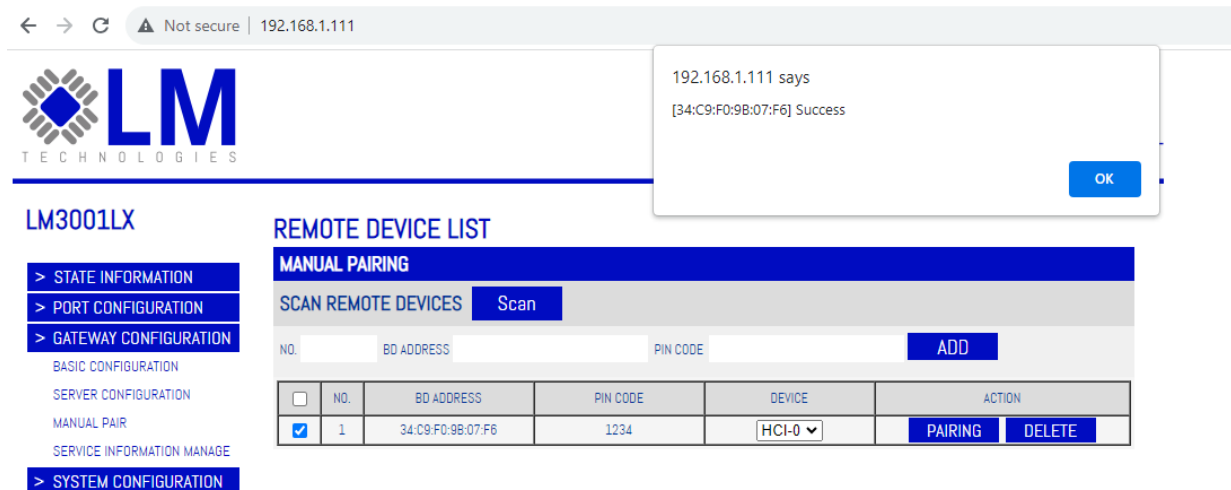 Not secure
192.168.1.111
192.168.1.111 says
[34:C9:F0:9B:07:F6] Success
OK
LM
TECHNOLOGIES
LM3001LX
> STATE INFORMATION
> PORT CONFIGURATION
> GATEWAY CONFIGURATION
BASIC CONFIGURATION
SERVER CONFIGURATION
MANUAL PAIR
SERVICE INFORMATION MANAGE
> SYSTEM CONFIGURATION
REMOTE DEVICE LIST
MANUAL PAIRING
SCAN REMOTE DEVICES Scan
NO. BD ADDRESS PIN CODE ADD
NO. BD ADDRESS PIN CODE DEVICE ACTION
1 34:C9:F0:9B:07:F6 1234 HCI-0 PAIRING DELETE